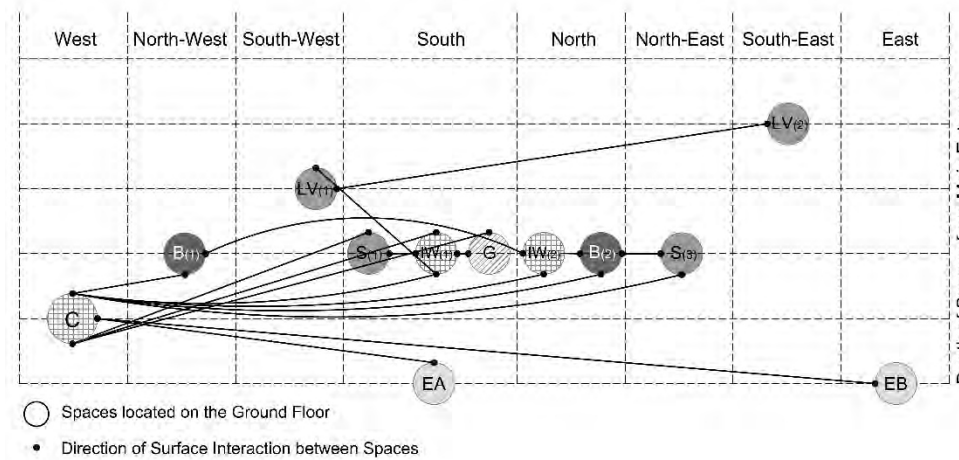 West North-West South-West South North North-East South-East East
LV(2)
LV(1)
B(1) S(1) IW(1) G IW(2) B(2) S(3)
C
EA EB
Spaces located on the Ground Floor
Direction of Surface Interaction between Spaces